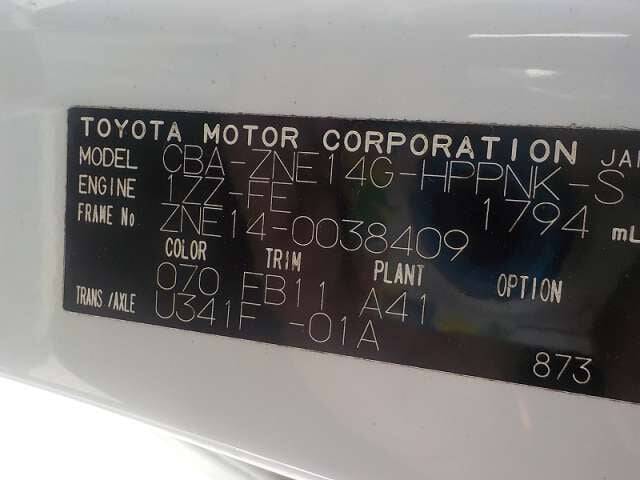 TOYOTA MOTOR CORPORATION JA
MODEL CBA-ZNE14G-HPPNK-S
ENGINE 1ZZ-FE 1794 mL
FRAME No ZNE14-0038409
COLOR TRIM PLANT OPTION
070 FB11 A41
TRANS/AXLE U341F -01A
873